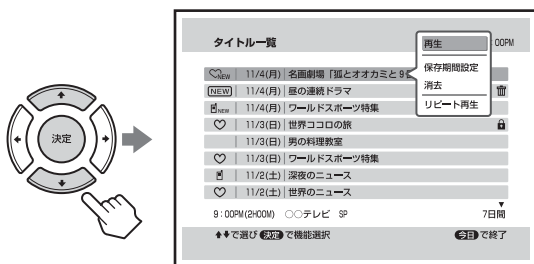 決定
タイトル一覧
:00PM
再生
保存期間設定
消去
リピート再生
NEW 11/4(月) 名画劇場「狐とオオカミと9
NEW 11/4(月) 昼の連続ドラマ
NEW 11/4(月) ワールドスポーツ特集
11/3(日) 世界ココロの旅
11/3(日) 男の料理教室
11/3(日) ワールドスポーツ特集
11/2(土) 深夜のニュース
11/2(土) 世界のニュース
9:00PM(2H00M) ○○テレビ SP 7日間
で選び 決定 で機能選択 今日 で終了